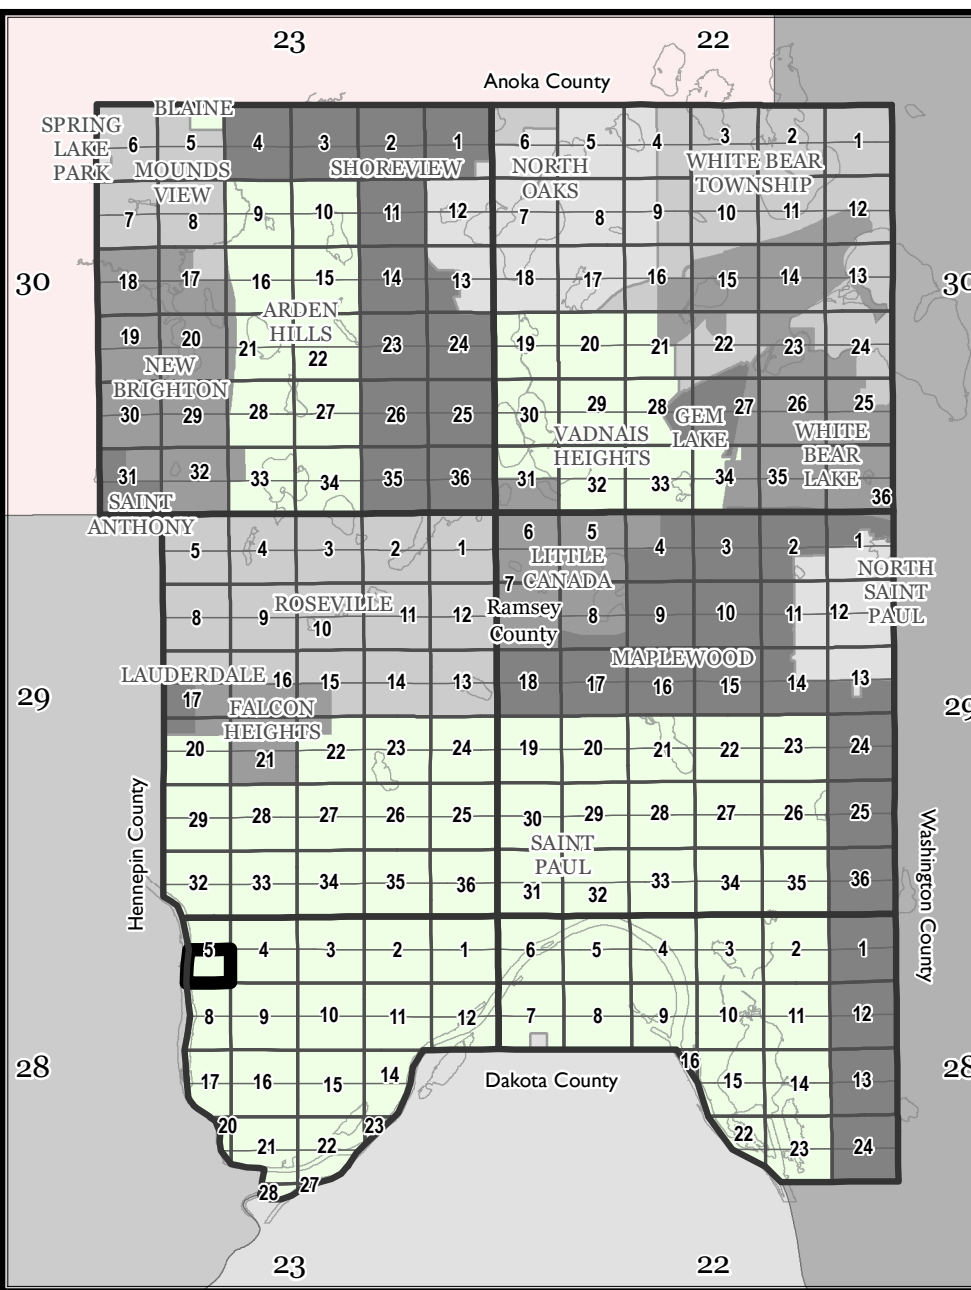 23 22
Anoka County
BLAINE
SPRING
LAKE
PARK
6 5 4 3 2 1 6 5 4 3 2 1
MOUNDS
VIEW
SHOREVIEW
NORTH
OAKS
WHITE BEAR
TOWNSHIP
7 8 9 10 11 12 7 8 9 10 11 12
30 18 17 16 15 14 13 18 17 16 15 14 13 30
ARDEN
HILLS
19 20 21 22 23 24 19 20 21 22 23 24
NEW
BRIGHTON
30 29 28 27 26 25 30 29 28 27 26 25
GEM
LAKE
VADNAIS
HEIGHTS
WHITE
BEAR
LAKE
31 32 33 34 35 36 31 32 33 34 35 36
SAINT
ANTHONY
5 4 3 2 1 6 5 4 3 2 1
LITTLE
CANADA
NORTH
SAINT
PAUL
8 9 10 11 12 7 8 9 10 11 12
ROSEVILLE
Ramsey
County
MAPLEWOOD
LAUDERDALE
29 17 16 15 14 13 18 17 16 15 14 13 29
FALCON
HEIGHTS
20 21 22 23 24 19 20 21 22 23 24
29 28 27 26 25 30 29 28 27 26 25
SAINT
PAUL
Hennepin County
Washington County
32 33 34 35 36 31 32 33 34 35 36
5 4 3 2 1 6 5 4 3 2 1
8 9 10 11 12 7 8 9 10 11 12
28 17 16 15 14 16 15 14 13 28
Dakota County
20 21 22 23 22 23 24
28 27
23 22